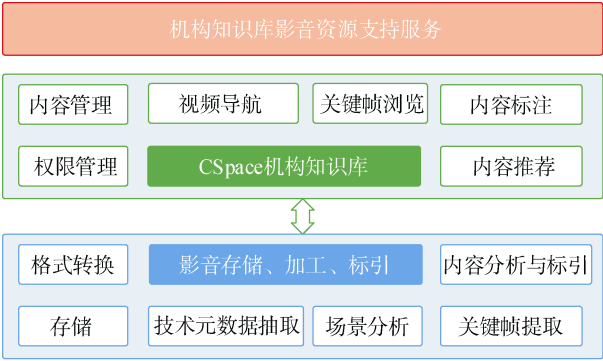 机构知识库影音资源支持服务
内容管理
视频导航
关键帧浏览
内容标注
权限管理
CSpace机构知识库
内容推荐
格式转换
影音存储、加工、标引
内容分析与标引
存储
技术元数据抽取
场景分析
关键帧提取